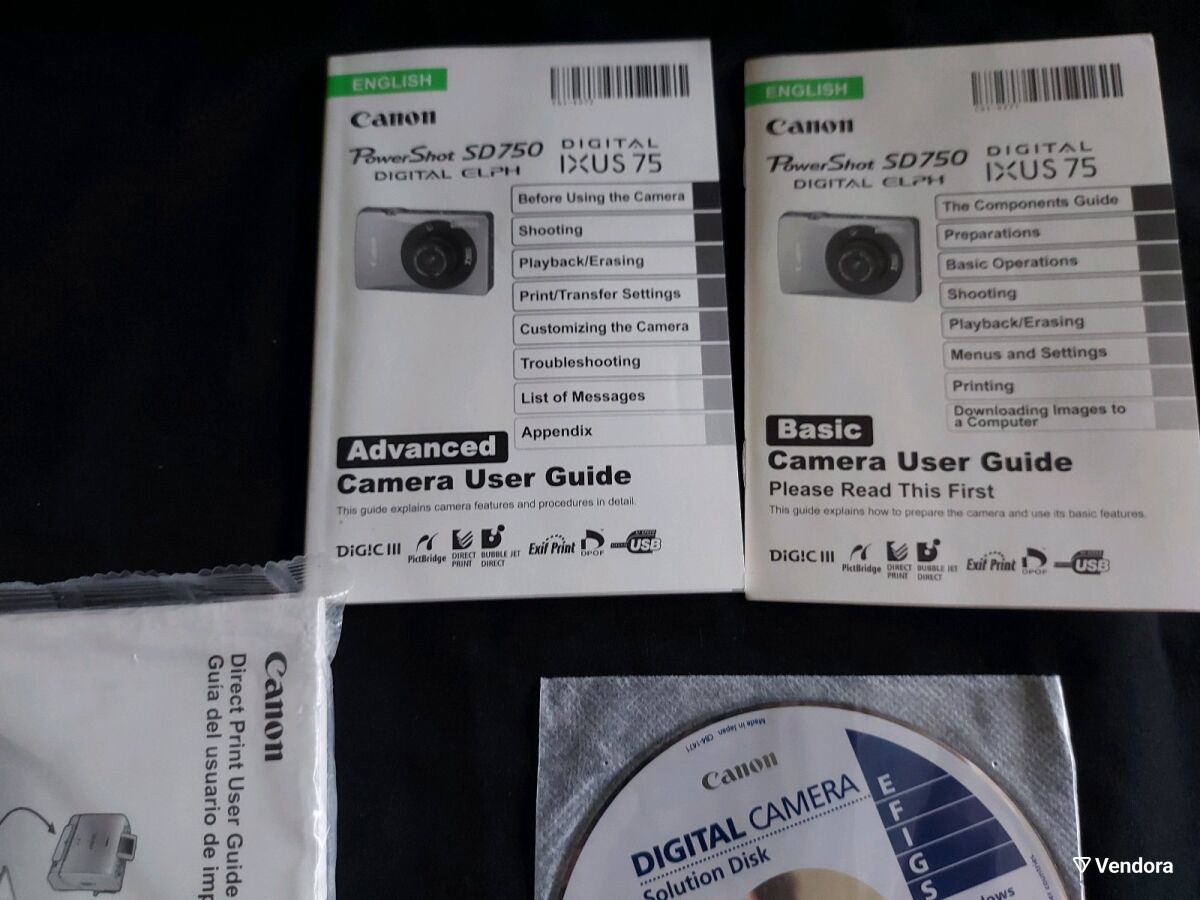 ENGLISH
Canon
PowerShot SD750
DIGITAL ELPH
DIGITAL
IXUS 75
Before Using the Camera
Shooting
Playback/Erasing
Print/Transfer Settings
Customizing the Camera
Troubleshooting
List of Messages
Appendix
Advanced
Camera User Guide
This guide explains camera features and procedures in detail.
DiG!C III
PictBridge
DIRECT
PRINT
BUBBLE JET
DIRECT
Exif Print
DPOF
USB
ENGLISH
Canon
PowerShot SD750
DIGITAL ELPH
DIGITAL
IXUS 75
The Components Guide
Preparations
Basic Operations
Shooting
Playback/Erasing
Menus and Settings
Printing
Downloading Images to
a Computer
Basic
Camera User Guide
Please Read This First
This guide explains how to prepare the camera and use its basic features.
DiG!C III
PictBridge
DIRECT
PRINT
BUBBLE JET
DIRECT
Exif Print
DPOF
USB
Canon
Direct Print User Guide
Guía del usuario de imp
Made in Japan
Canon
DIGITAL CAMERA
Solution Disk
E
F
I
G
S
Vendora